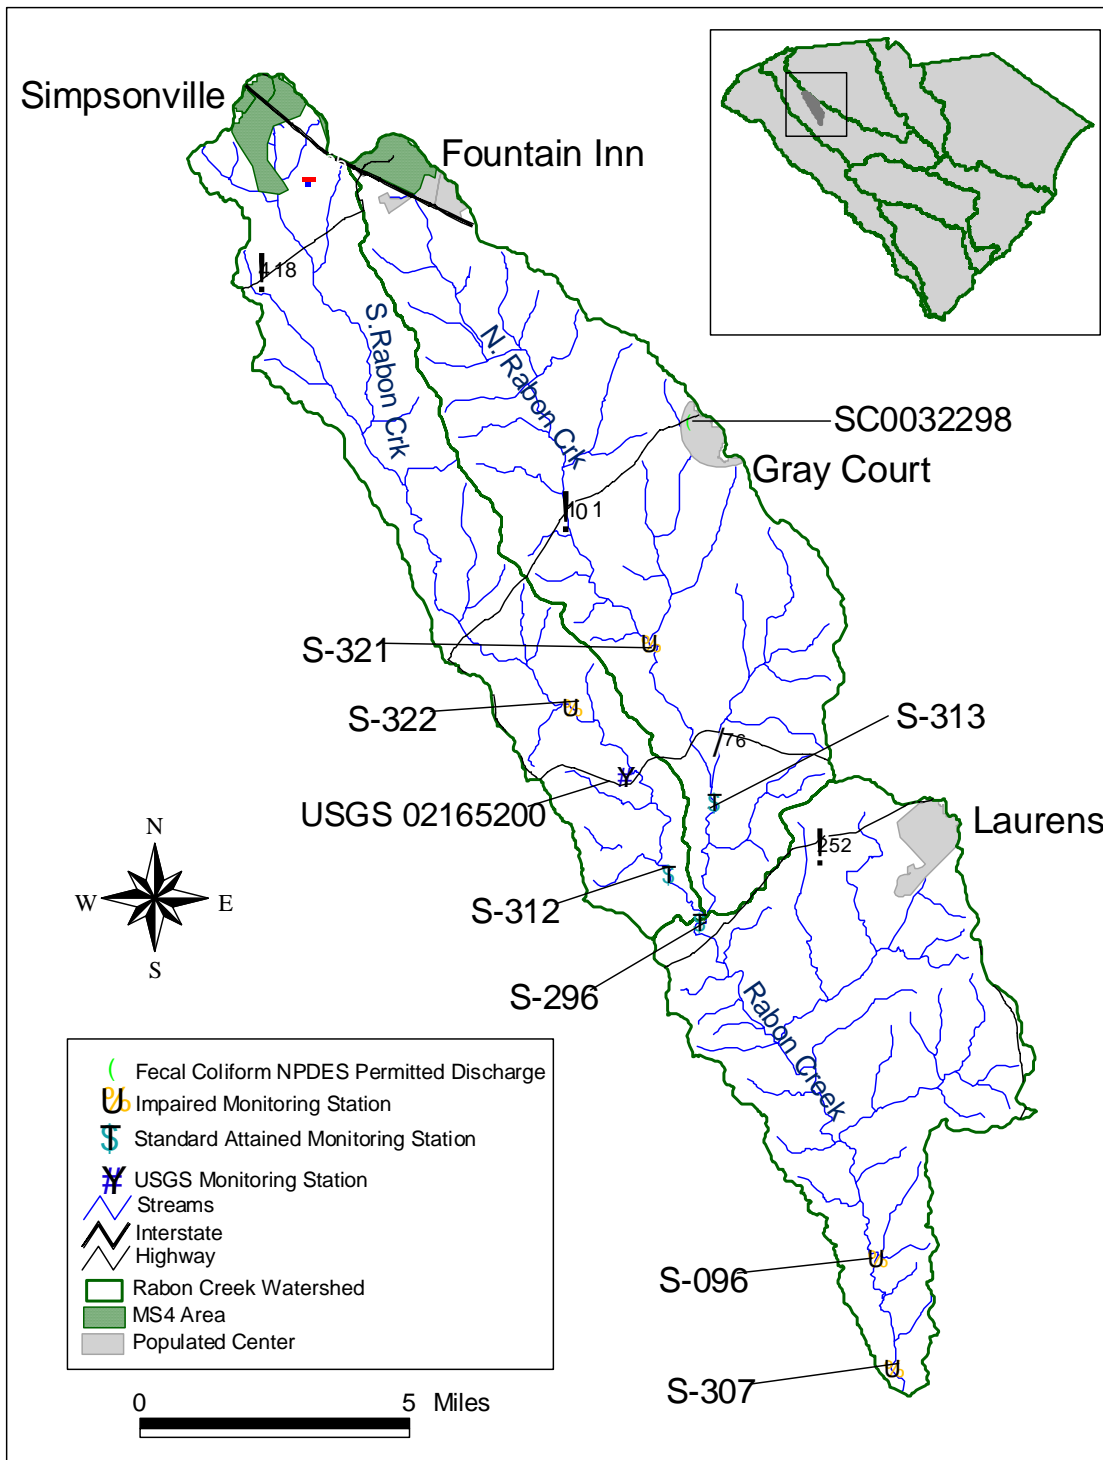 Simpsonville
Fountain Inn
418
S.Rabon Crk
N. Rabon Crk
SC0032298
Gray Court
101
S-321
S-322
S-313
76
USGS 02165200
Laurens
252
S-312
S-296
N
W
E
S
Rabon Creek
Fecal Coliform NPDES Permitted Discharge
Impaired Monitoring Station
Standard Attained Monitoring Station
USGS Monitoring Station
Streams
Interstate
Highway
Rabon Creek Watershed
MS4 Area
Populated Center
S-096
S-307
0 5 Miles